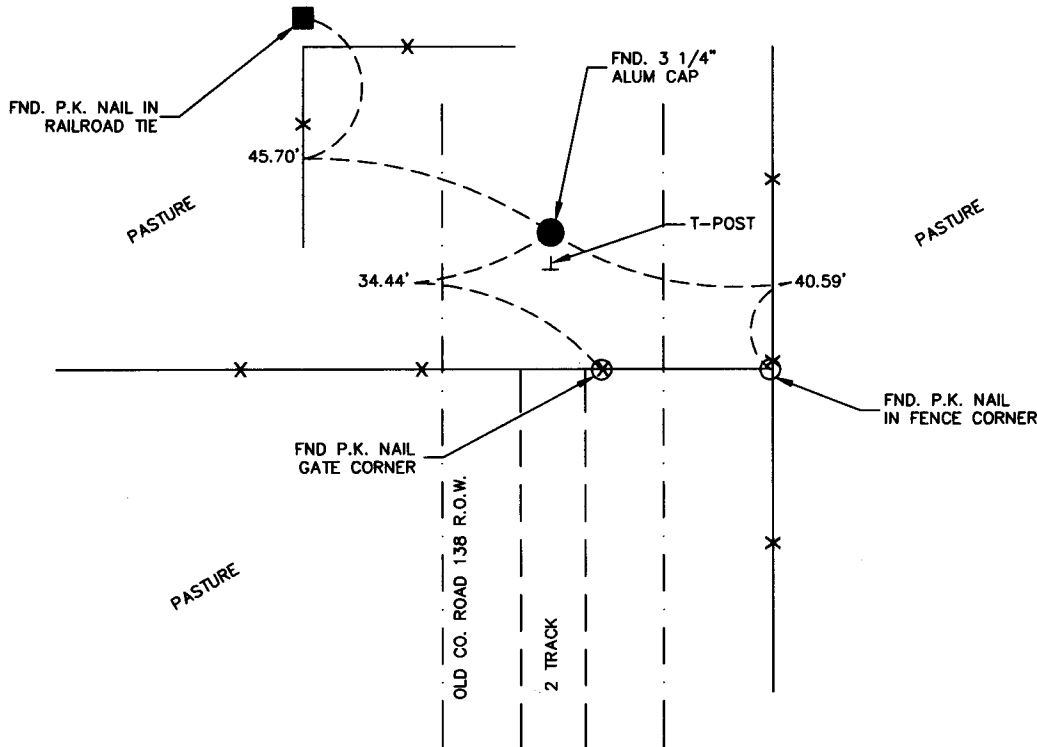 FND. P.K. NAIL IN
RAILROAD TIE
FND. 3 1/4"
ALUM CAP
45.70'
PASTURE
T-POST
PASTURE
34.44'
40.59'
FND. P.K. NAIL
IN FENCE CORNER
FND P.K. NAIL
GATE CORNER
OLD CO. ROAD 138 R.O.W.
2 TRACK
PASTURE